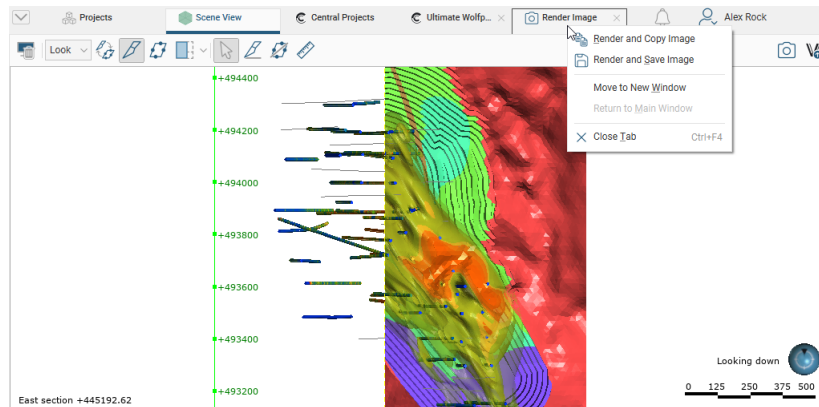 Projects
Scene View
Central Projects
Ultimate Wolfp...
Render Image
Alex Rock
Look
Render and Copy Image
Render and Save Image
Move to New Window
Return to Main Window
Close Tab Ctrl+F4
+494400
+494200
+494000
+493800
+493600
+493400
+493200
Looking down
0 125 250 375 500
East section +445192.62